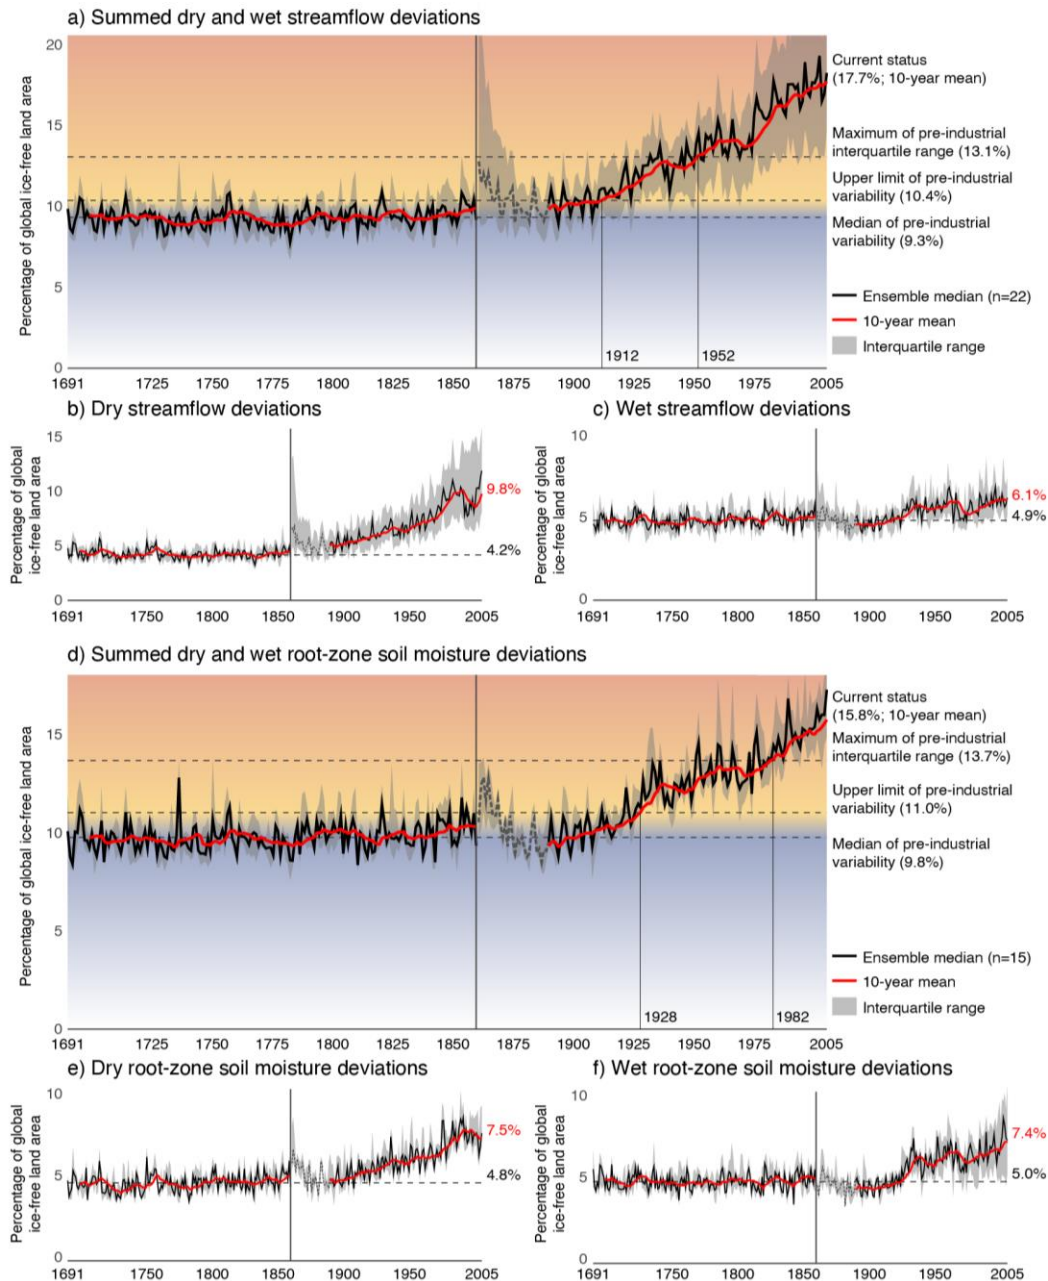 a) Summed dry and wet streamflow deviations
Percentage of global ice-free land area
20
15
10
5
0
Current status
(17.7%; 10-year mean)
Maximum of pre-industrial
interquartile range (13.1%)
Upper limit of pre-industrial
variability (10.4%)
Median of pre-industrial
variability (9.3%)
Ensemble median (n=22)
10-year mean
Interquartile range
1912
1952
1691 1725 1750 1775 1800 1825 1850 1875 1900 1925 1950 1975 2005
b) Dry streamflow deviations
Percentage of global
ice-free land area
15
10
5
0
9.8%
4.2%
1691 1750 1800 1850 1900 1950 2005
c) Wet streamflow deviations
Percentage of global
ice-free land area
10
5
0
6.1%
4.9%
1691 1750 1800 1850 1900 1950 2005
d) Summed dry and wet root-zone soil moisture deviations
Percentage of global ice-free land area
15
10
5
0
Current status
(15.8%; 10-year mean)
Maximum of pre-industrial
interquartile range (13.7%)
Upper limit of pre-industrial
variability (11.0%)
Median of pre-industrial
variability (9.8%)
Ensemble median (n=15)
10-year mean
Interquartile range
1928
1982
1691 1725 1750 1775 1800 1825 1850 1875 1900 1925 1950 1975 2005
e) Dry root-zone soil moisture deviations
Percentage of global
ice-free land area
10
5
0
7.5%
4.8%
1691 1750 1800 1850 1900 1950 2005
f) Wet root-zone soil moisture deviations
Percentage of global
ice-free land area
10
5
0
7.4%
5.0%
1691 1750 1800 1850 1900 1950 2005